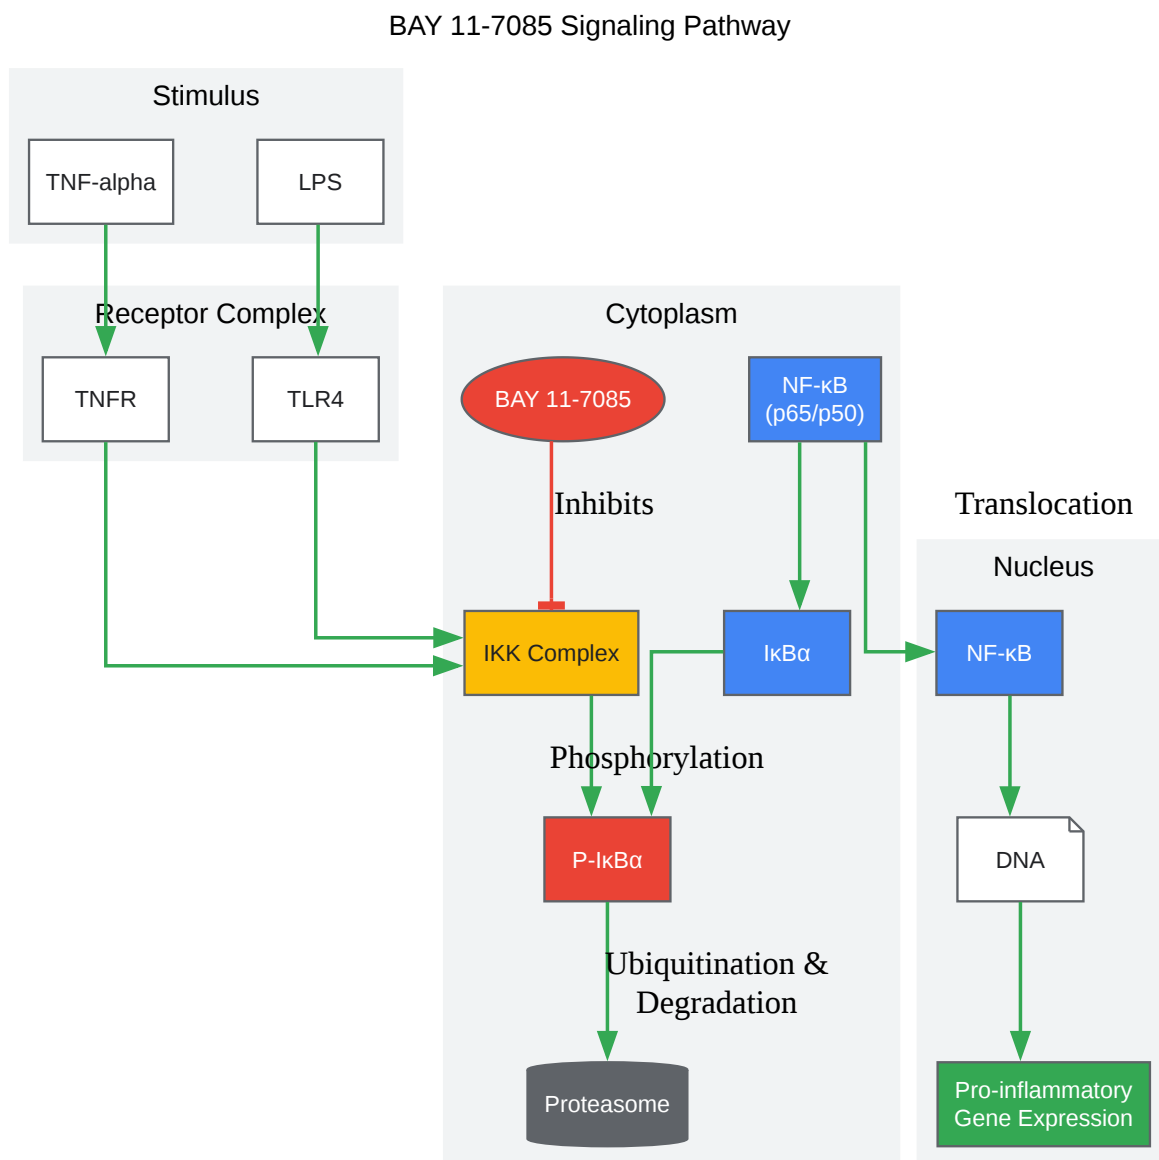 BAY 11-7085 Signaling Pathway
Stimulus
TNF-alpha
LPS
Receptor Complex
TNFR
TLR4
Cytoplasm
BAY 11-7085
NF-κB
(p65/p50)
Inhibits
Translocation
Nucleus
IKK Complex
IκBα
NF-κB
Phosphorylation
P-IκBα
DNA
Ubiquitination &
Degradation
Proteasome
Pro-inflammatory
Gene Expression